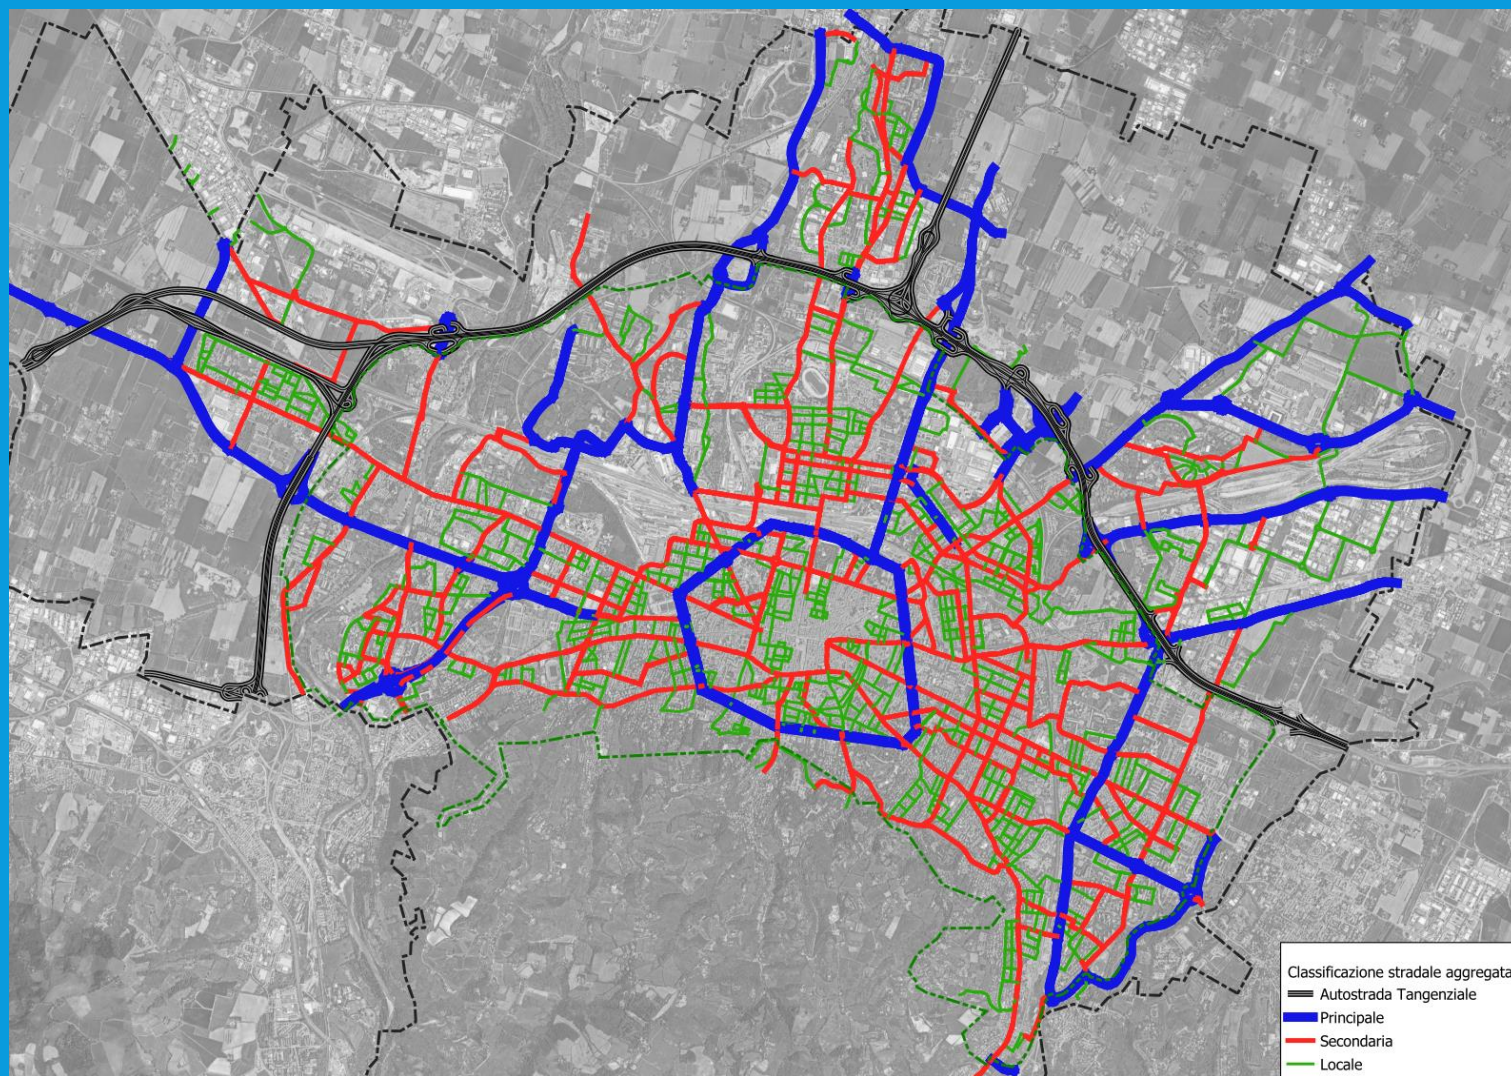 Classificazione stradale aggregata
Autostrada Tangenziale
Principale
Secondaria
Locale